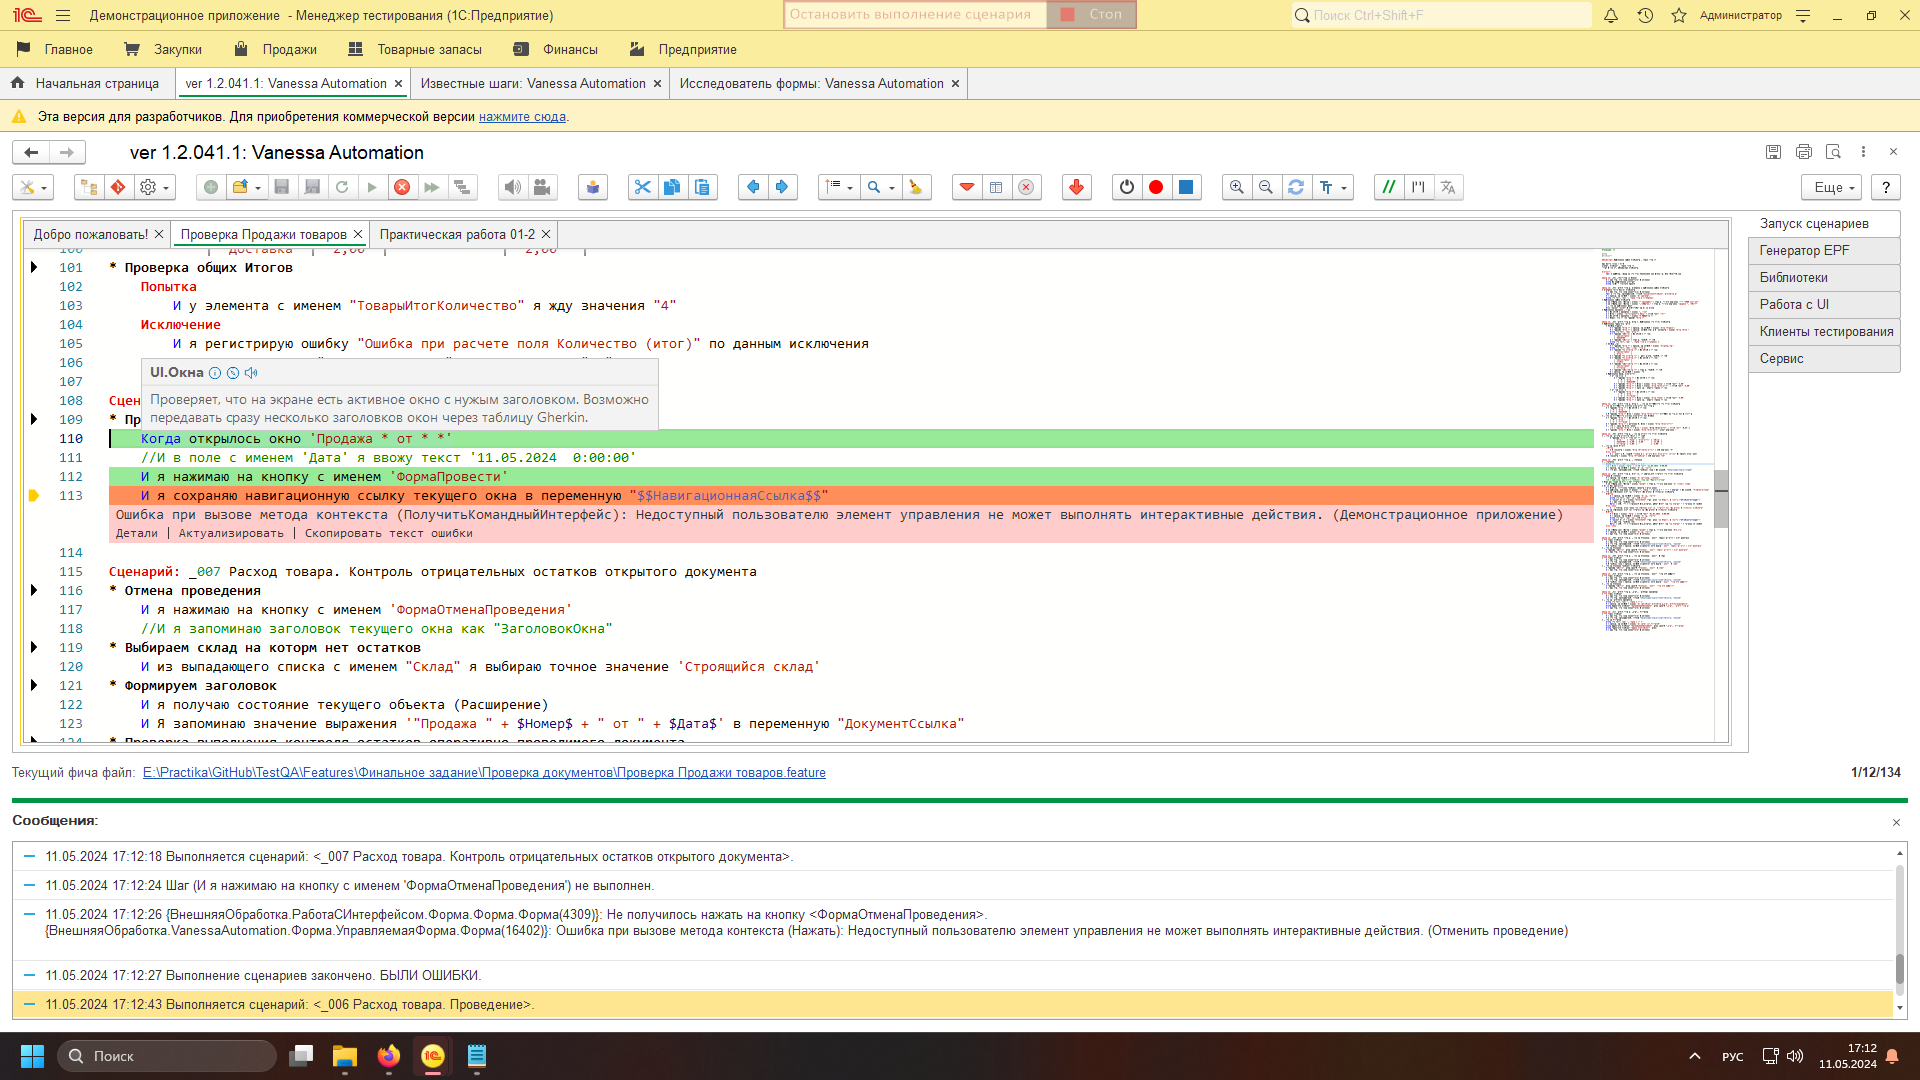 Демонстрационное приложение - Менеджер тестирования (1С:Предприятие)
Остановить выполнение сценария Стоп
Поиск Ctrl+Shift+F
Администратор
Главное Закупки Продажи Товарные запасы Финансы Предприятие
Начальная страница ver 1.2.041.1: Vanessa Automation Известные шаги: Vanessa Automation Исследователь формы: Vanessa Automation
Эта версия для разработчиков. Для приобретения коммерческой версии нажмите сюда.
ver 1.2.041.1: Vanessa Automation
Еще ?
Добро пожаловать! Проверка Продажи товаров Практическая работа 01-2
Запуск сценариев
Генератор EPF
Библиотеки
Работа с UI
Клиенты тестирования
Сервис
100 | "Доставка" | "2,00" | | "2,00" |
101 * Проверка общих Итогов
102 Попытка
103 И у элемента с именем "ТоварыИтогКоличество" я жду значения "4"
104 Исключение
105 И я регистрирую ошибку "Ошибка при расчете поля Количество (итог)" по данным исключения
106
UI.Окна
107
Проверяет, что на экране есть активное окно с нужым заголовком. Возможно
108 Сцен
передавать сразу несколько заголовков окон через таблицу Gherkin.
109 * Пр
110 Когда открылось окно 'Продажа * от * *'
111 //И в поле с именем 'Дата' я ввожу текст '11.05.2024  0:00:00'
112 И я нажимаю на кнопку с именем 'ФормаПровести'
113 И я сохраняю навигационную ссылку текущего окна в переменную "$$НавигационнаяСсылка$$"
Ошибка при вызове метода контекста (ПолучитьКомандныйИнтерфейс): Недоступный пользователю элемент управления не может выполнять интерактивные действия. (Демонстрационное приложение)
Детали | Актуализировать | Скопировать текст ошибки
114
115 Сценарий: _007 Расход товара. Контроль отрицательных остатков открытого документа
116 * Отмена проведения
117 И я нажимаю на кнопку с именем 'ФормаОтменаПроведения'
118 //И я запоминаю заголовок текущего окна как "ЗаголовокОкна"
119 * Выбираем склад на котором нет остатков
120 И из выпадающего списка с именем "Склад" я выбираю точное значение 'Строящийся склад'
121 * Формируем заголовок
122 И я получаю состояние текущего объекта (Расширение)
123 И Я запоминаю значение выражения '"Продажа " + $Номер$ + " от " + $Дата$' в переменную "ДокументСсылка"
124 * Проверка выполнения контроля остатков оперативно проводимого документа
Текущий фича файл: E:\Practika\GitHub\TestQA\Features\Финальное задание\Проверка документов\Проверка Продажи товаров.feature
1/12/134
Сообщения:
11.05.2024 17:12:18 Выполняется сценарий: <_007 Расход товара. Контроль отрицательных остатков открытого документа>.
11.05.2024 17:12:24 Шаг (И я нажимаю на кнопку с именем 'ФормаОтменаПроведения') не выполнен.
11.05.2024 17:12:26 {ВнешняяОбработка.РаботаСИнтерфейсом.Форма.Форма.Форма(4309)}: Не получилось нажать на кнопку <ФормаОтменаПроведения>.
{ВнешняяОбработка.VanessaAutomation.Форма.УправляемаяФорма.Форма(16402)}: Ошибка при вызове метода контекста (Нажать): Недоступный пользователю элемент управления не может выполнять интерактивные действия. (Отменить проведение)
11.05.2024 17:12:27 Выполнение сценариев закончено. БЫЛИ ОШИБКИ.
11.05.2024 17:12:43 Выполняется сценарий: <_006 Расход товара. Проведение>.
Поиск
РУС
17:12
11.05.2024